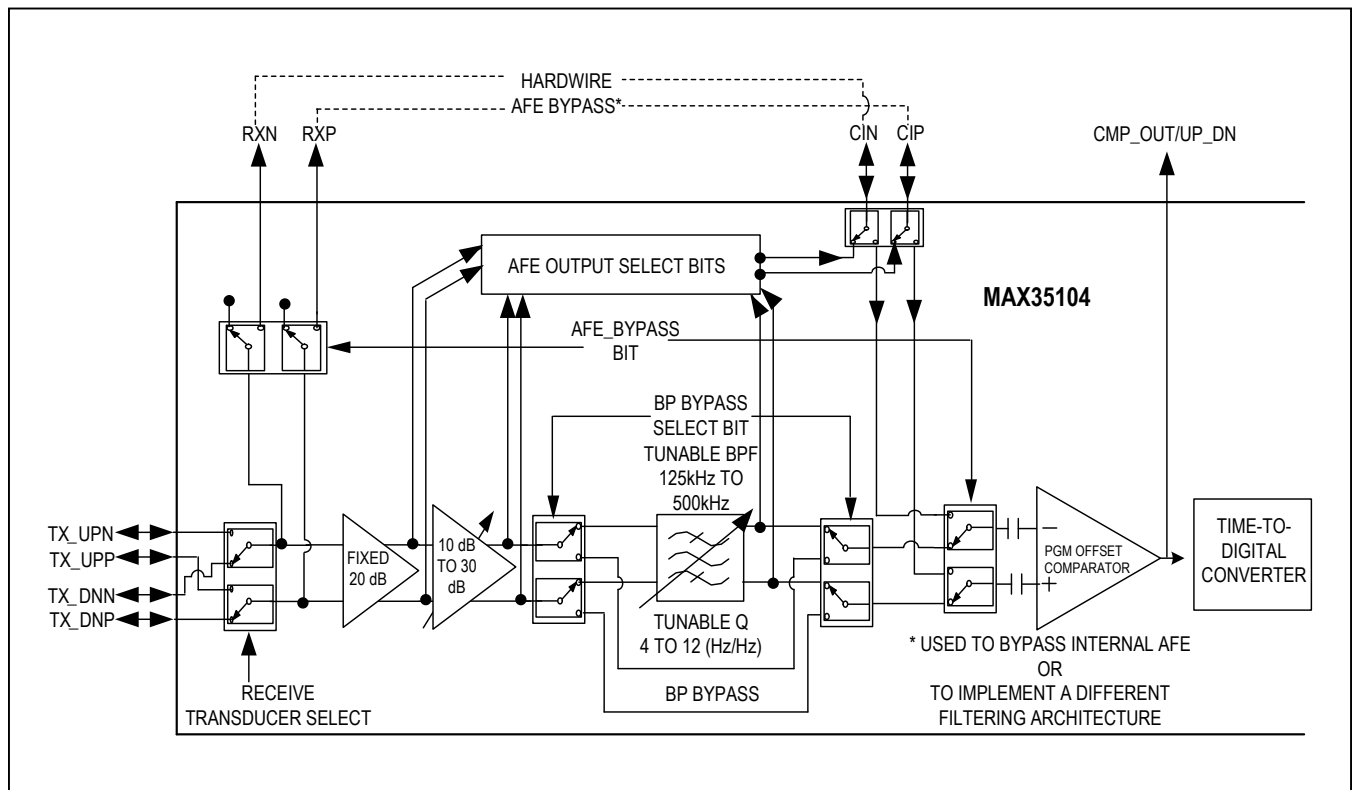 HARDWIRE
AFE BYPASS*
RXN RXP
CIN CIP
CMP_OUT/UP_DN
AFE OUTPUT SELECT BITS
MAX35104
AFE_BYPASS
BIT
BP BYPASS
SELECT BIT
TUNABLE BPF
125kHz TO
500kHz
TX_UPN
TX_UPP
TX_DNN
TX_DNP
FIXED
20 dB
10 dB
TO 30
dB
TUNABLE Q
4 TO 12 (Hz/Hz)
BP BYPASS
RECEIVE
TRANSDUCER SELECT
−
PGM OFFSET
COMPARATOR
+
TIME-TO-
DIGITAL
CONVERTER
* USED TO BYPASS INTERNAL AFE
OR
TO IMPLEMENT A DIFFERENT
FILTERING ARCHITECTURE